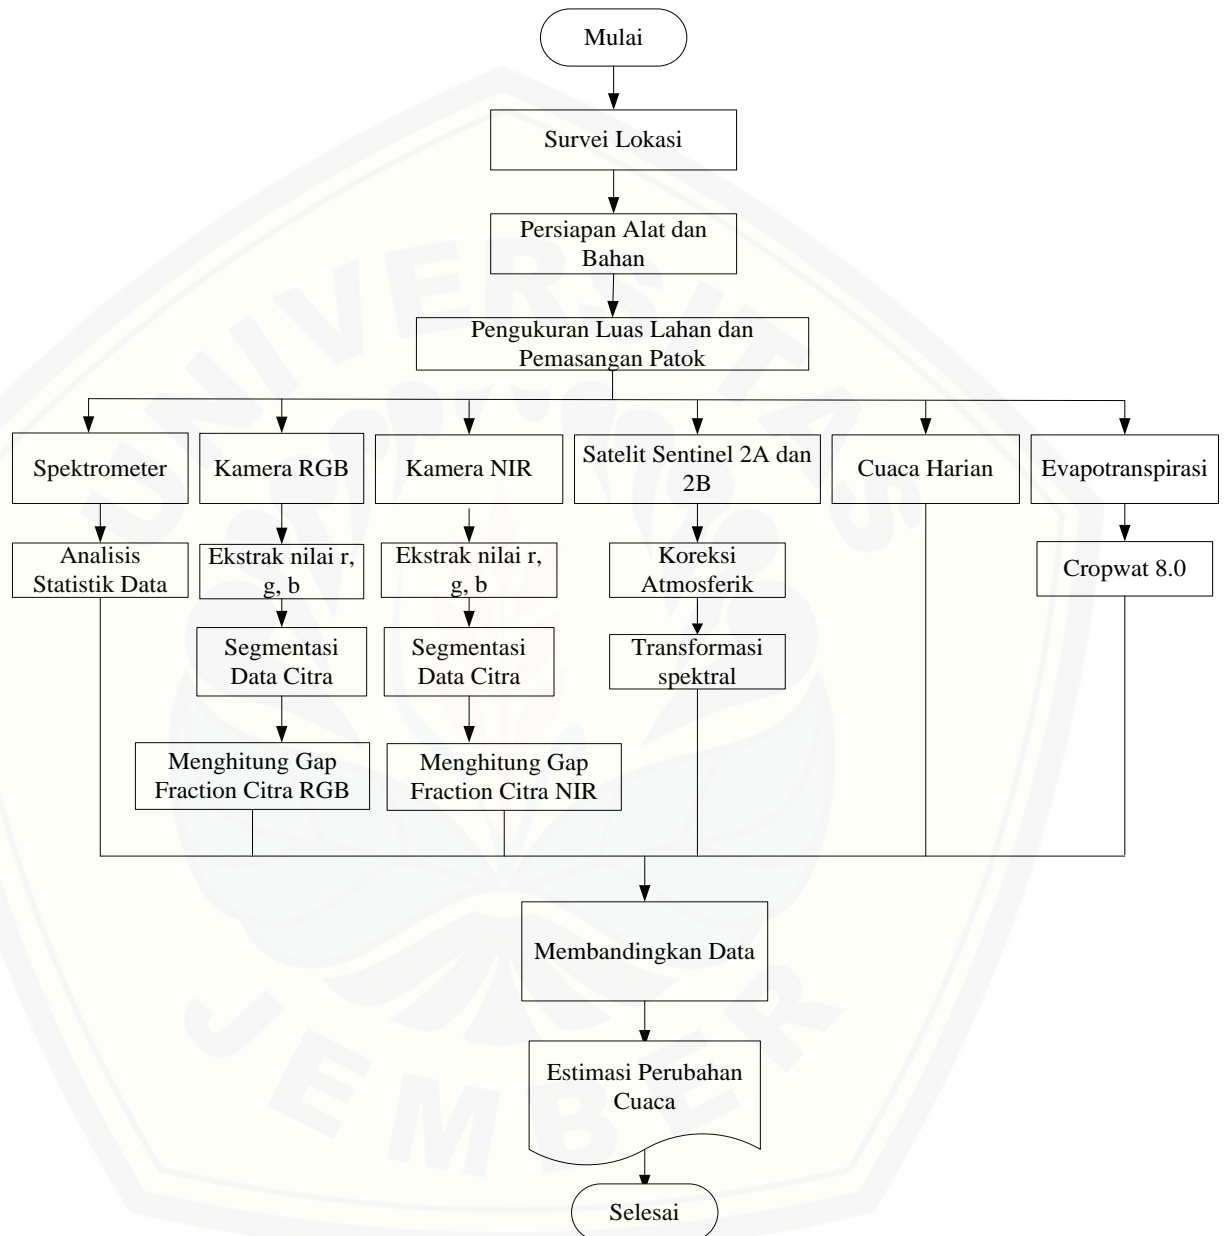 Mulai
Survei Lokasi
Persiapan Alat dan
Bahan
Pengukuran Luas Lahan dan
Pemasangan Patok
Spektrometer
Kamera RGB
Kamera NIR
Satelit Sentinel 2A dan
2B
Cuaca Harian
Evapotranspirasi
Analisis
Statistik Data
Ekstrak nilai r,
g, b
Ekstrak nilai r,
g, b
Koreksi
Atmosferik
Cropwat 8.0
Segmentasi
Data Citra
Segmentasi
Data Citra
Transformasi
spektral
Menghitung Gap
Fraction Citra RGB
Menghitung Gap
Fraction Citra NIR
Membandingkan Data
Estimasi Perubahan
Cuaca
Selesai
UNIVERSITAS
JEMBER